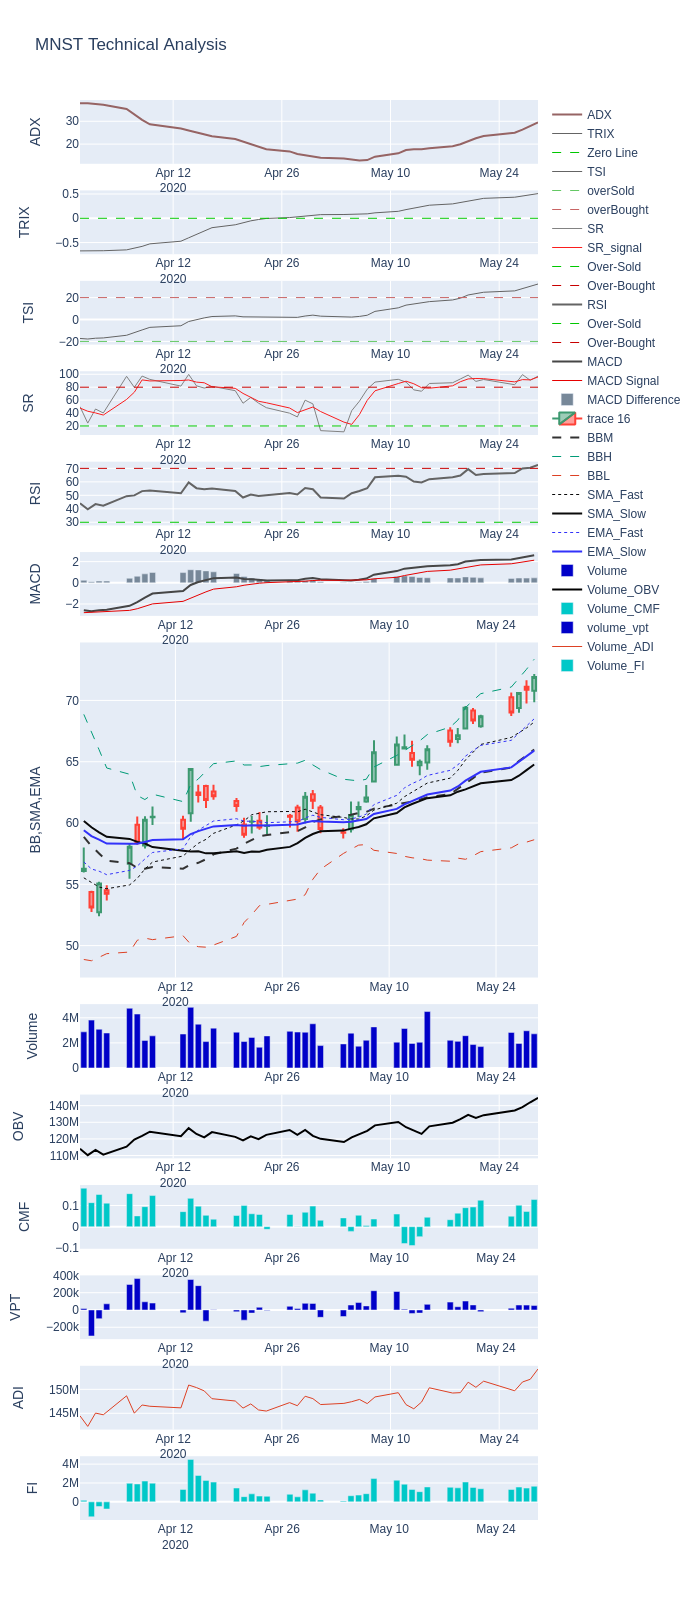 MNST Technical Analysis
ADX
30
20
Apr 12
2020
Apr 26
May 10
May 24
TRIX
0.5
0
−0.5
Apr 12
2020
Apr 26
May 10
May 24
TSI
20
0
−20
Apr 12
2020
Apr 26
May 10
May 24
SR
100
80
60
40
20
Apr 12
2020
Apr 26
May 10
May 24
RSI
70
60
50
40
30
Apr 12
2020
Apr 26
May 10
May 24
MACD
2
0
−2
Apr 12
2020
Apr 26
May 10
May 24
BB,SMA,EMA
70
65
60
55
50
Apr 12
2020
Apr 26
May 10
May 24
Volume
4M
2M
0
Apr 12
2020
Apr 26
May 10
May 24
OBV
140M
130M
120M
110M
Apr 12
2020
Apr 26
May 10
May 24
CMF
0.1
0
−0.1
Apr 12
2020
Apr 26
May 10
May 24
VPT
400k
200k
0
−200k
Apr 12
2020
Apr 26
May 10
May 24
ADI
150M
145M
Apr 12
2020
Apr 26
May 10
May 24
FI
4M
2M
0
Apr 12
2020
Apr 26
May 10
May 24
ADX
TRIX
Zero Line
TSI
overSold
overBought
SR
SR_signal
Over-Sold
Over-Bought
RSI
Over-Sold
Over-Bought
MACD
MACD Signal
MACD Difference
trace 16
BBM
BBH
BBL
SMA_Fast
SMA_Slow
EMA_Fast
EMA_Slow
Volume
Volume_OBV
Volume_CMF
volume_vpt
Volume_ADI
Volume_FI